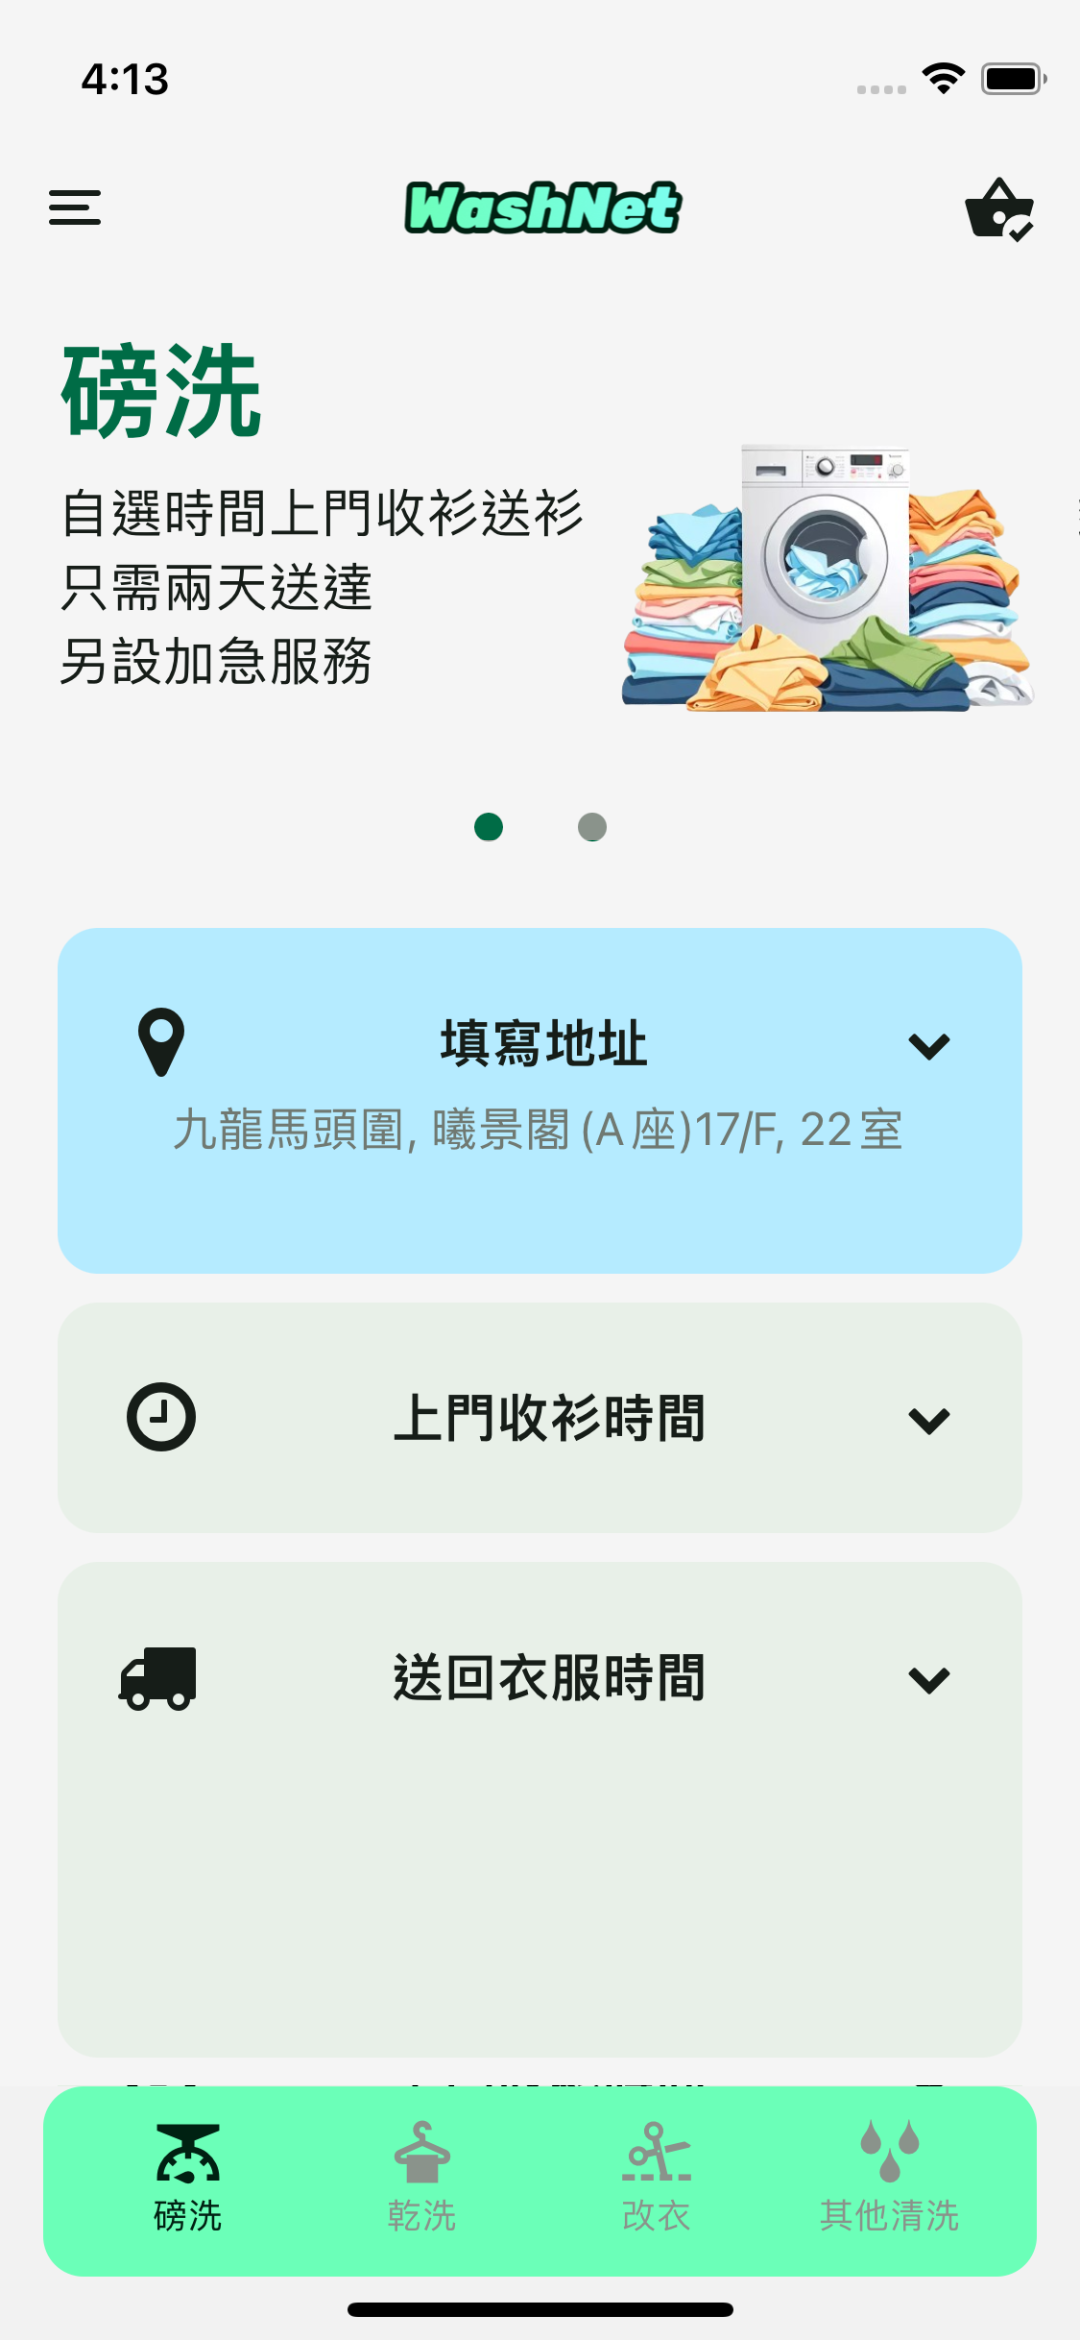 4:13
WashNet
磅洗
自選時間上門收衫送衫
只需兩天送達
另設加急服務
填寫地址
九龍馬頭圍, 曦景閣 (A 座)17/F, 22 室
上門收衫時間
送回衣服時間
磅洗
乾洗
改衣
其他清洗